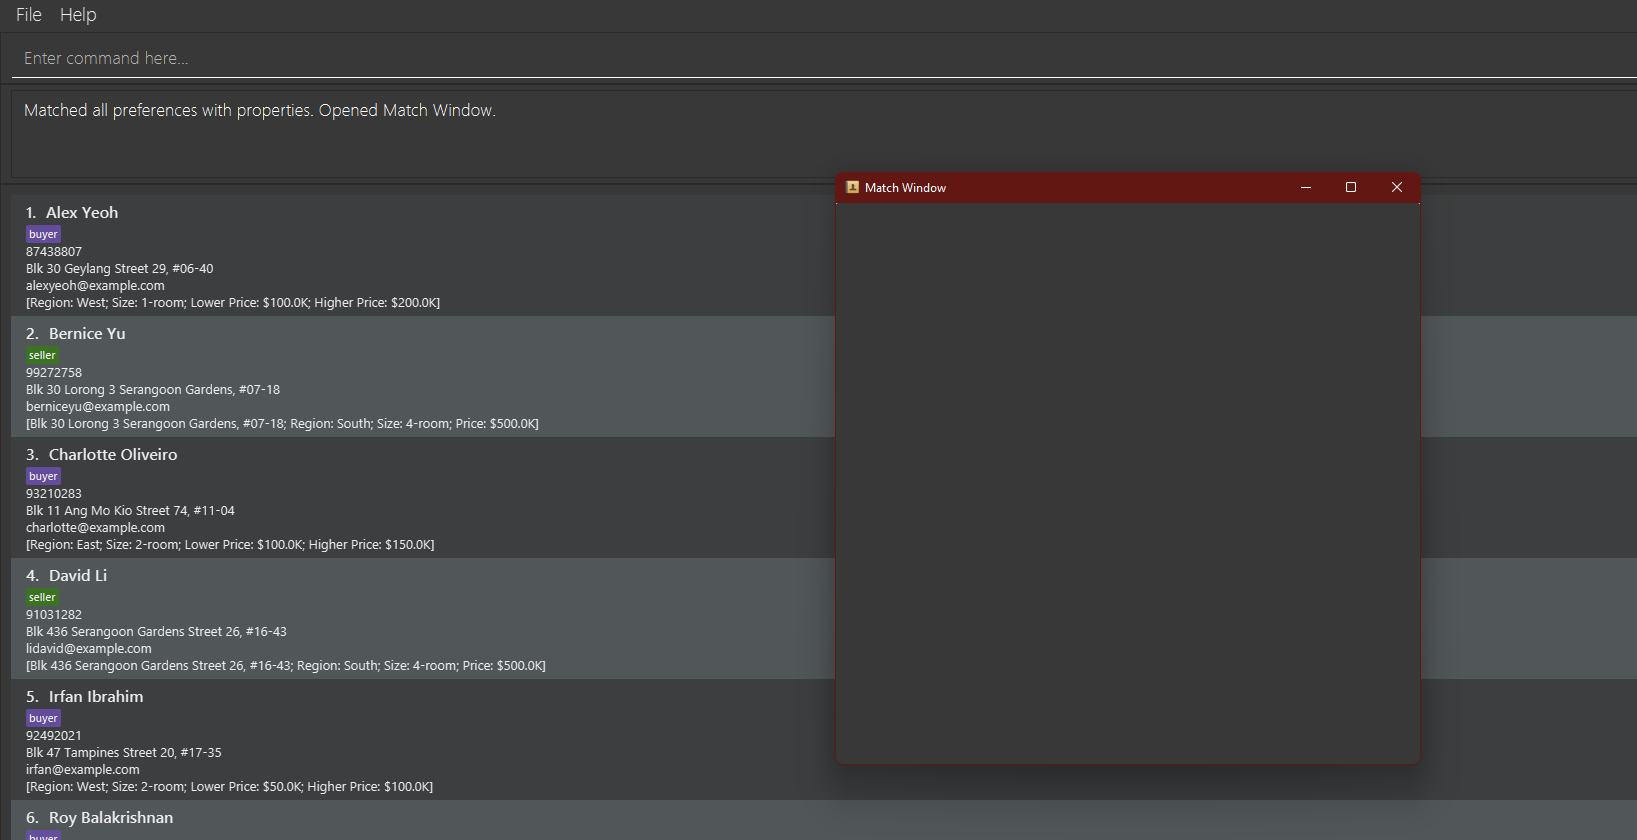 File Help
Enter command here...
Matched all preferences with properties. Opened Match Window.
Match Window
1. Alex Yeoh
buyer
87438807
Blk 30 Geylang Street 29, #06-40
alexyeoh@example.com
[Region: West; Size: 1-room; Lower Price: $100.0K; Higher Price: $200.0K]
2. Bernice Yu
seller
99272758
Blk 30 Lorong 3 Serangoon Gardens, #07-18
berniceyu@example.com
[Blk 30 Lorong 3 Serangoon Gardens, #07-18; Region: South; Size: 4-room; Price: $500.0K]
3. Charlotte Oliveiro
buyer
93210283
Blk 11 Ang Mo Kio Street 74, #11-04
charlotte@example.com
[Region: East; Size: 2-room; Lower Price: $100.0K; Higher Price: $150.0K]
4. David Li
seller
91031282
Blk 436 Serangoon Gardens Street 26, #16-43
lidavid@example.com
[Blk 436 Serangoon Gardens Street 26, #16-43; Region: South; Size: 4-room; Price: $500.0K]
5. Irfan Ibrahim
buyer
92492021
Blk 47 Tampines Street 20, #17-35
irfan@example.com
[Region: West; Size: 2-room; Lower Price: $50.0K; Higher Price: $100.0K]
6. Roy Balakrishnan
buyer